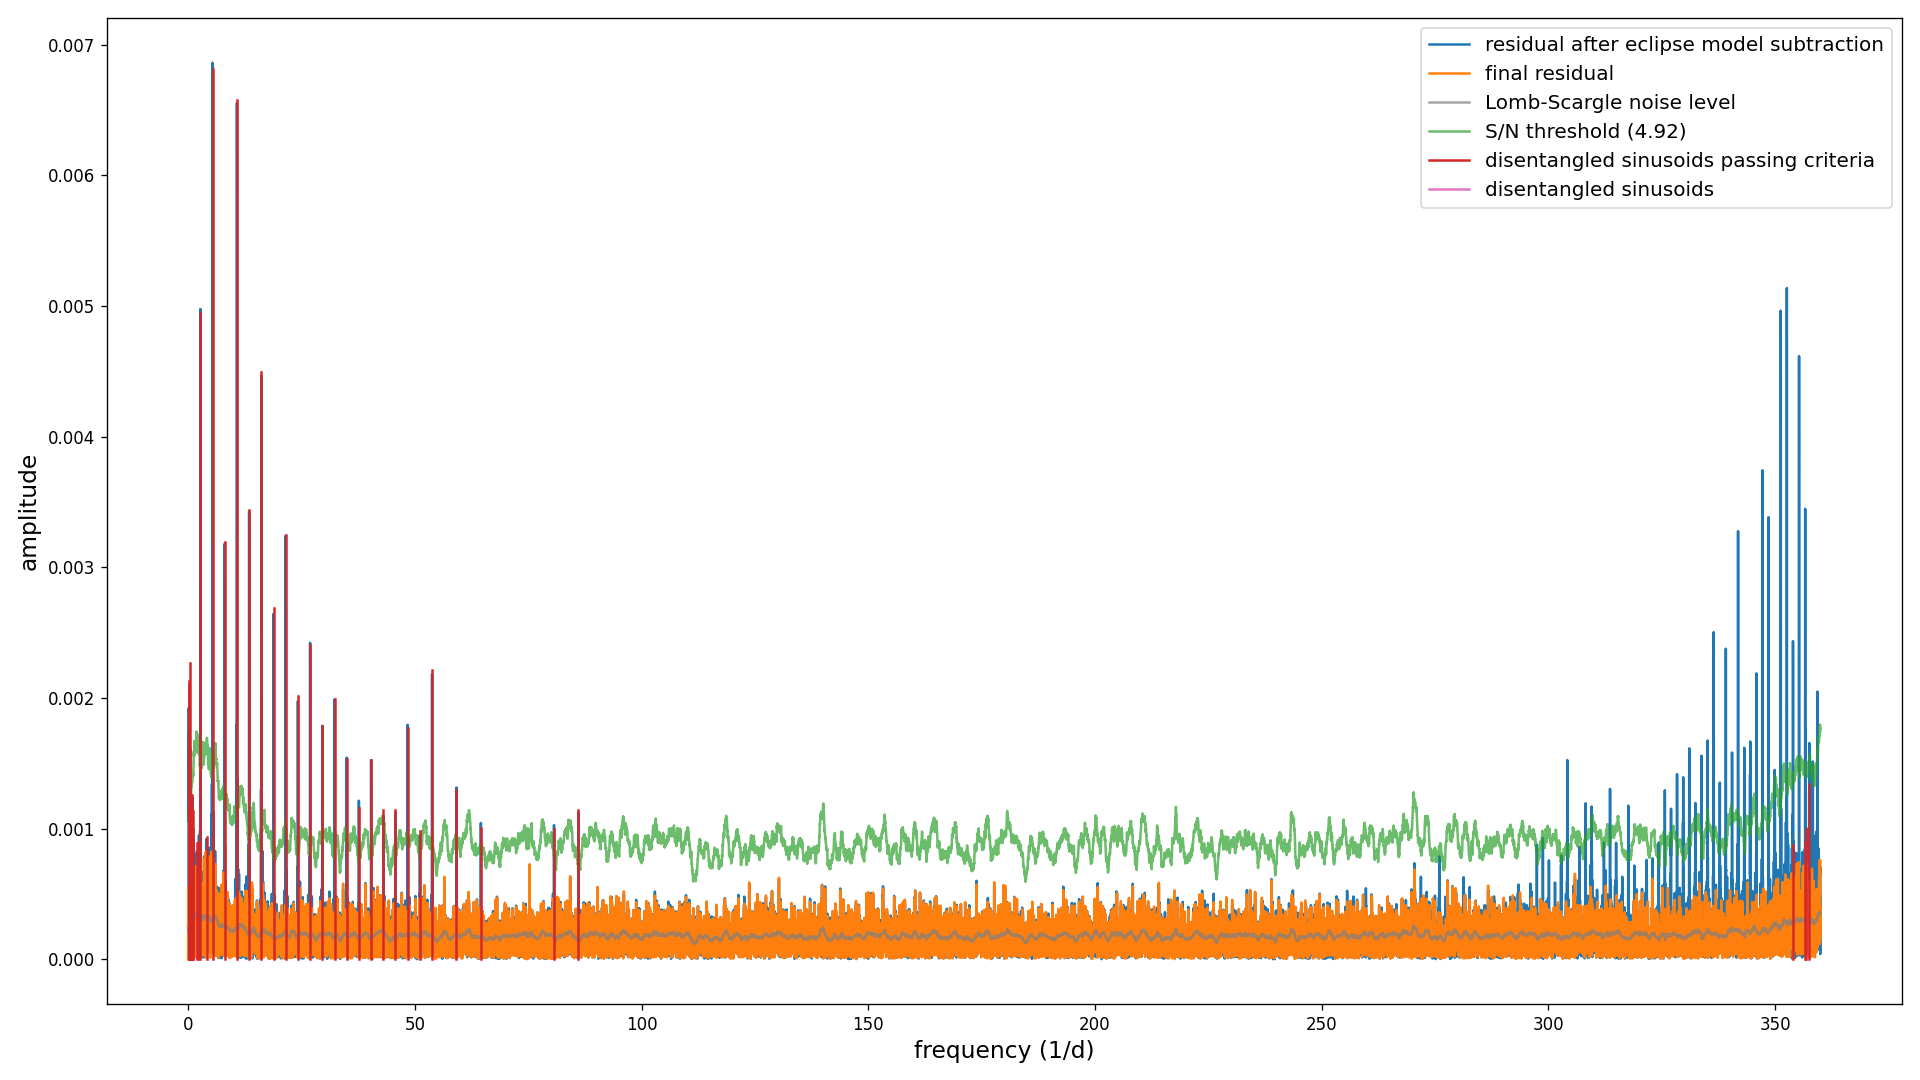 residual after eclipse model subtraction
final residual
Lomb-Scargle noise level
S/N threshold (4.92)
disentangled sinusoids passing criteria
disentangled sinusoids
0.007
0.006
0.005
0.004
0.003
0.002
0.001
0.000
amplitude
0 50 100 150 200 250 300 350
frequency (1/d)